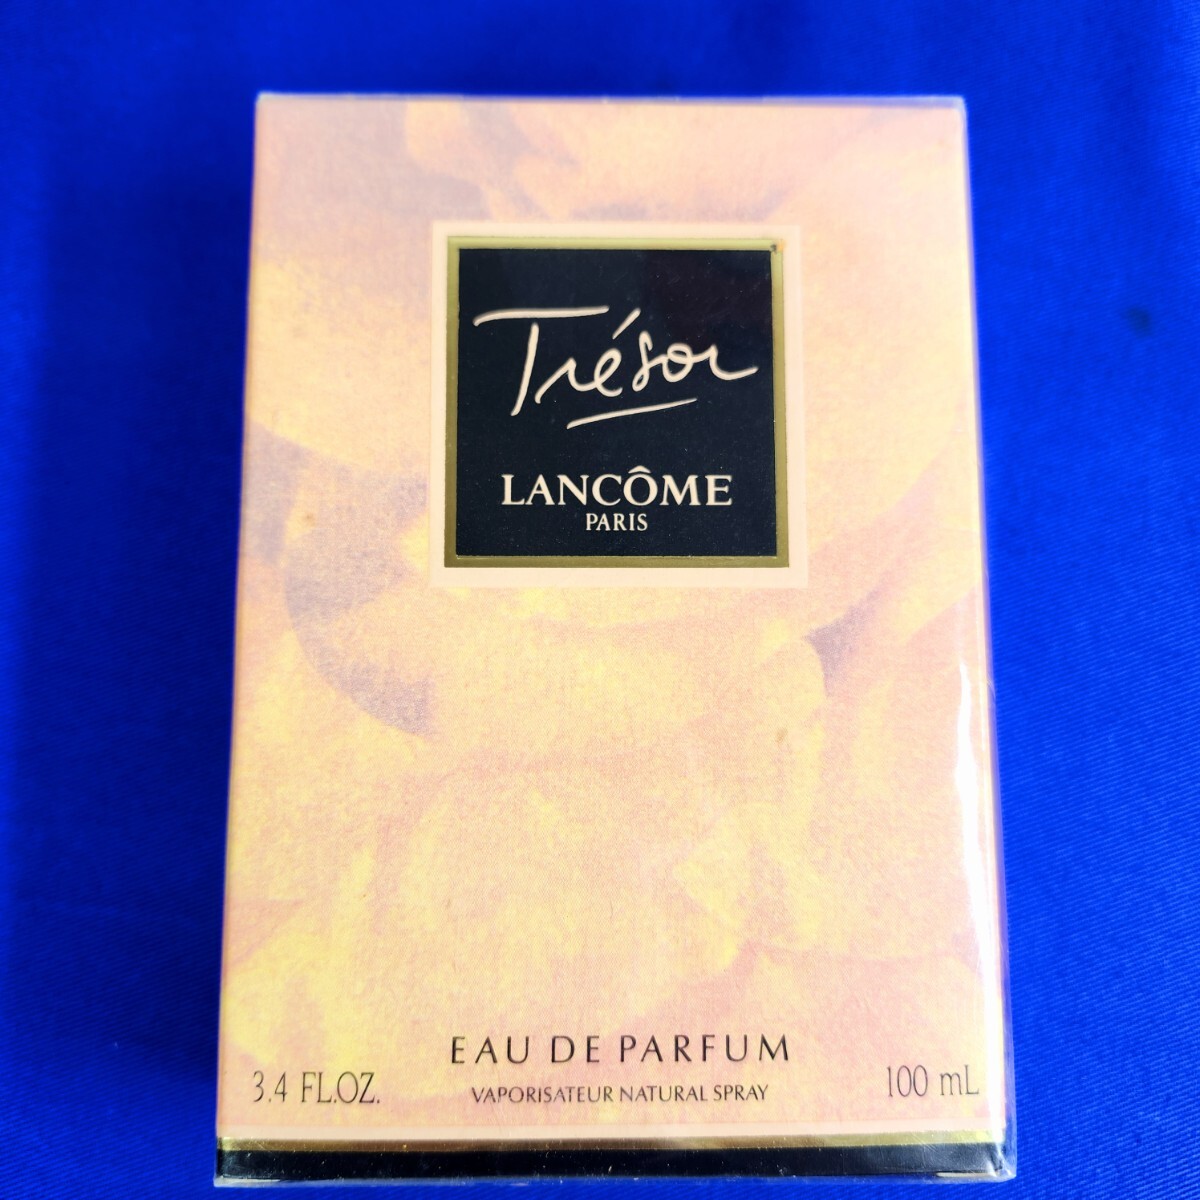 Trésor
LANCÔME
PARIS
EAU DE PARFUM
3.4 FL.OZ.
VAPORISATEUR NATURAL SPRAY
100 mL